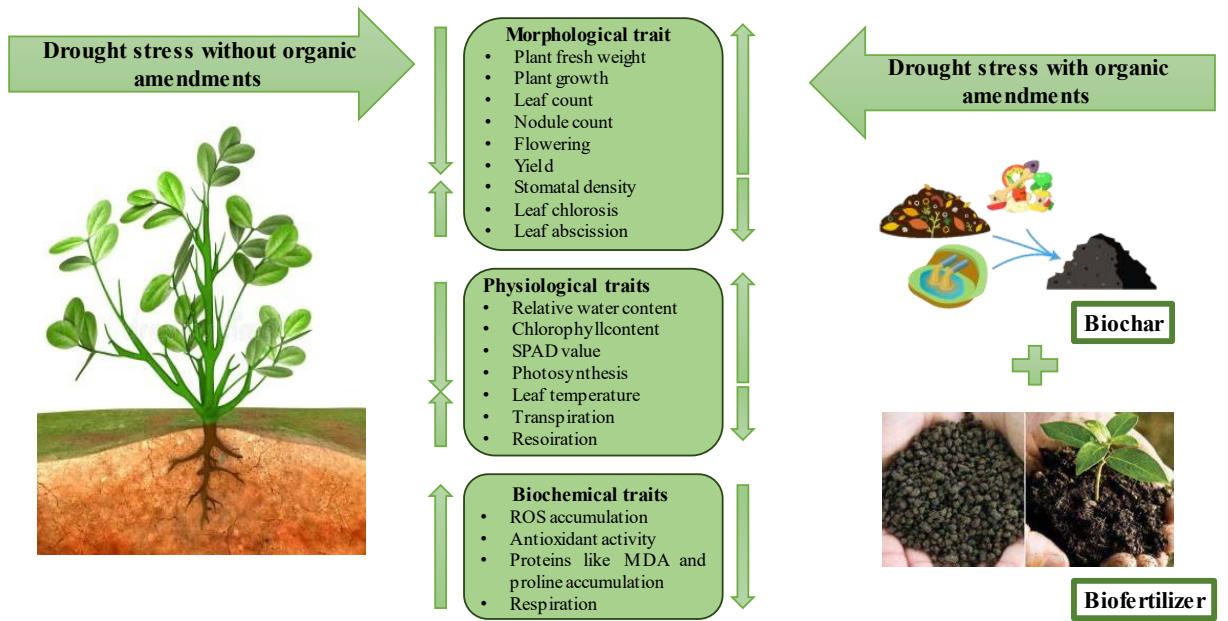 Drought stress without organic
amendments
Morphological trait
• Plant fresh weight
• Plant growth
• Leaf count
• Nodule count
• Flowering
• Yield
• Stomatal density
• Leaf chlorosis
• Leaf abscission
Physiological traits
• Relative water content
• Chlorophyllcontent
• SPAD value
• Photosynthesis
• Leaf temperature
• Transpiration
• Resoiration
Biochemical traits
• ROS accumulation
• Antioxidant activity
• Proteins like MDA and
proline accumulation
• Respiration
Drought stress with organic
amendments
Biochar
Biofertilizer